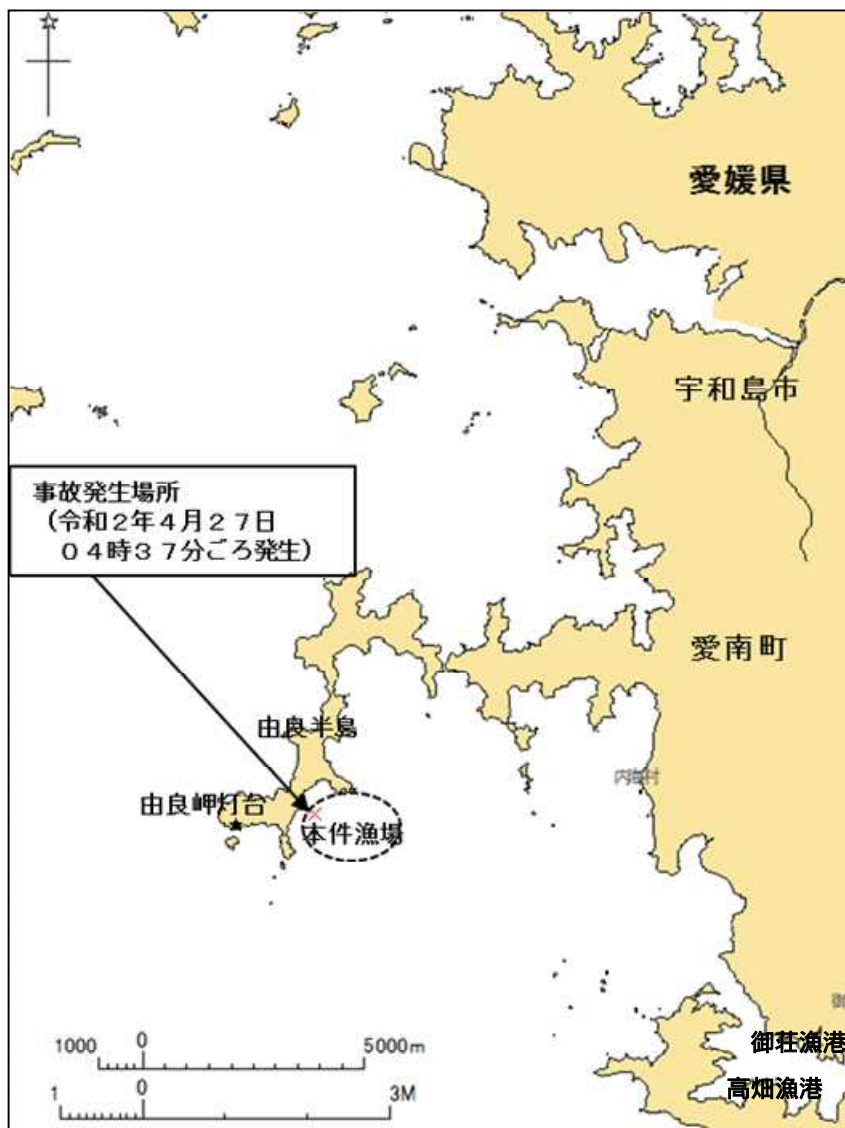 愛媛県
宇和島市
事故発生場所
(令和2年4月27日
04時37分ごろ発生)
愛南町
由良半島
内海村
由良岬灯台
本件漁場
御
1000 0 5000m
御荘漁港
1 0 3M
高畑漁港